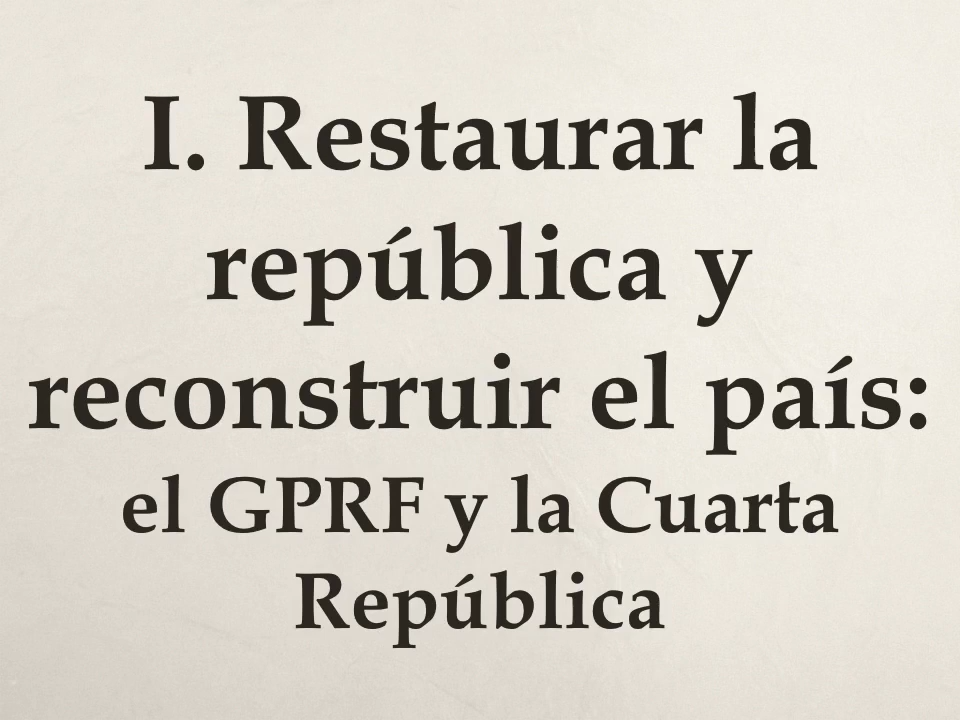 I. Restaurar la
república y
reconstruir el país:
el GPRF y la Cuarta
República